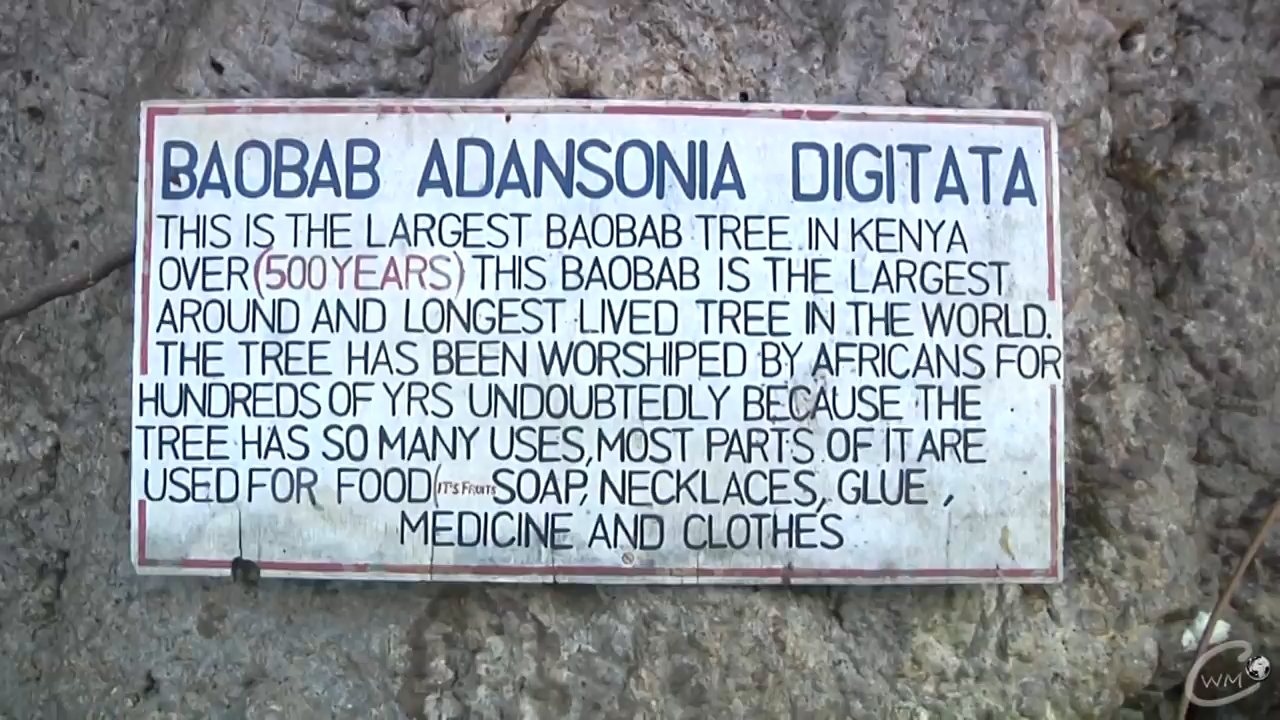 BAOBAB ADANSONIA DIGITATA
THIS IS THE LARGEST BAOBAB TREE IN KENYA
OVER (500 YEARS) THIS BAOBAB IS THE LARGEST
AROUND AND LONGEST LIVED TREE IN THE WORLD.
THE TREE HAS BEEN WORSHIPED BY AFRICANS FOR
HUNDREDS OF YRS UNDOUBTEDLY BECAUSE THE
TREE HAS SO MANY USES, MOST PARTS OF IT ARE
USED FOR FOOD (IT'S FRUITS SOAP, NECKLACES, GLUE ,
MEDICINE AND CLOTHES
CWM